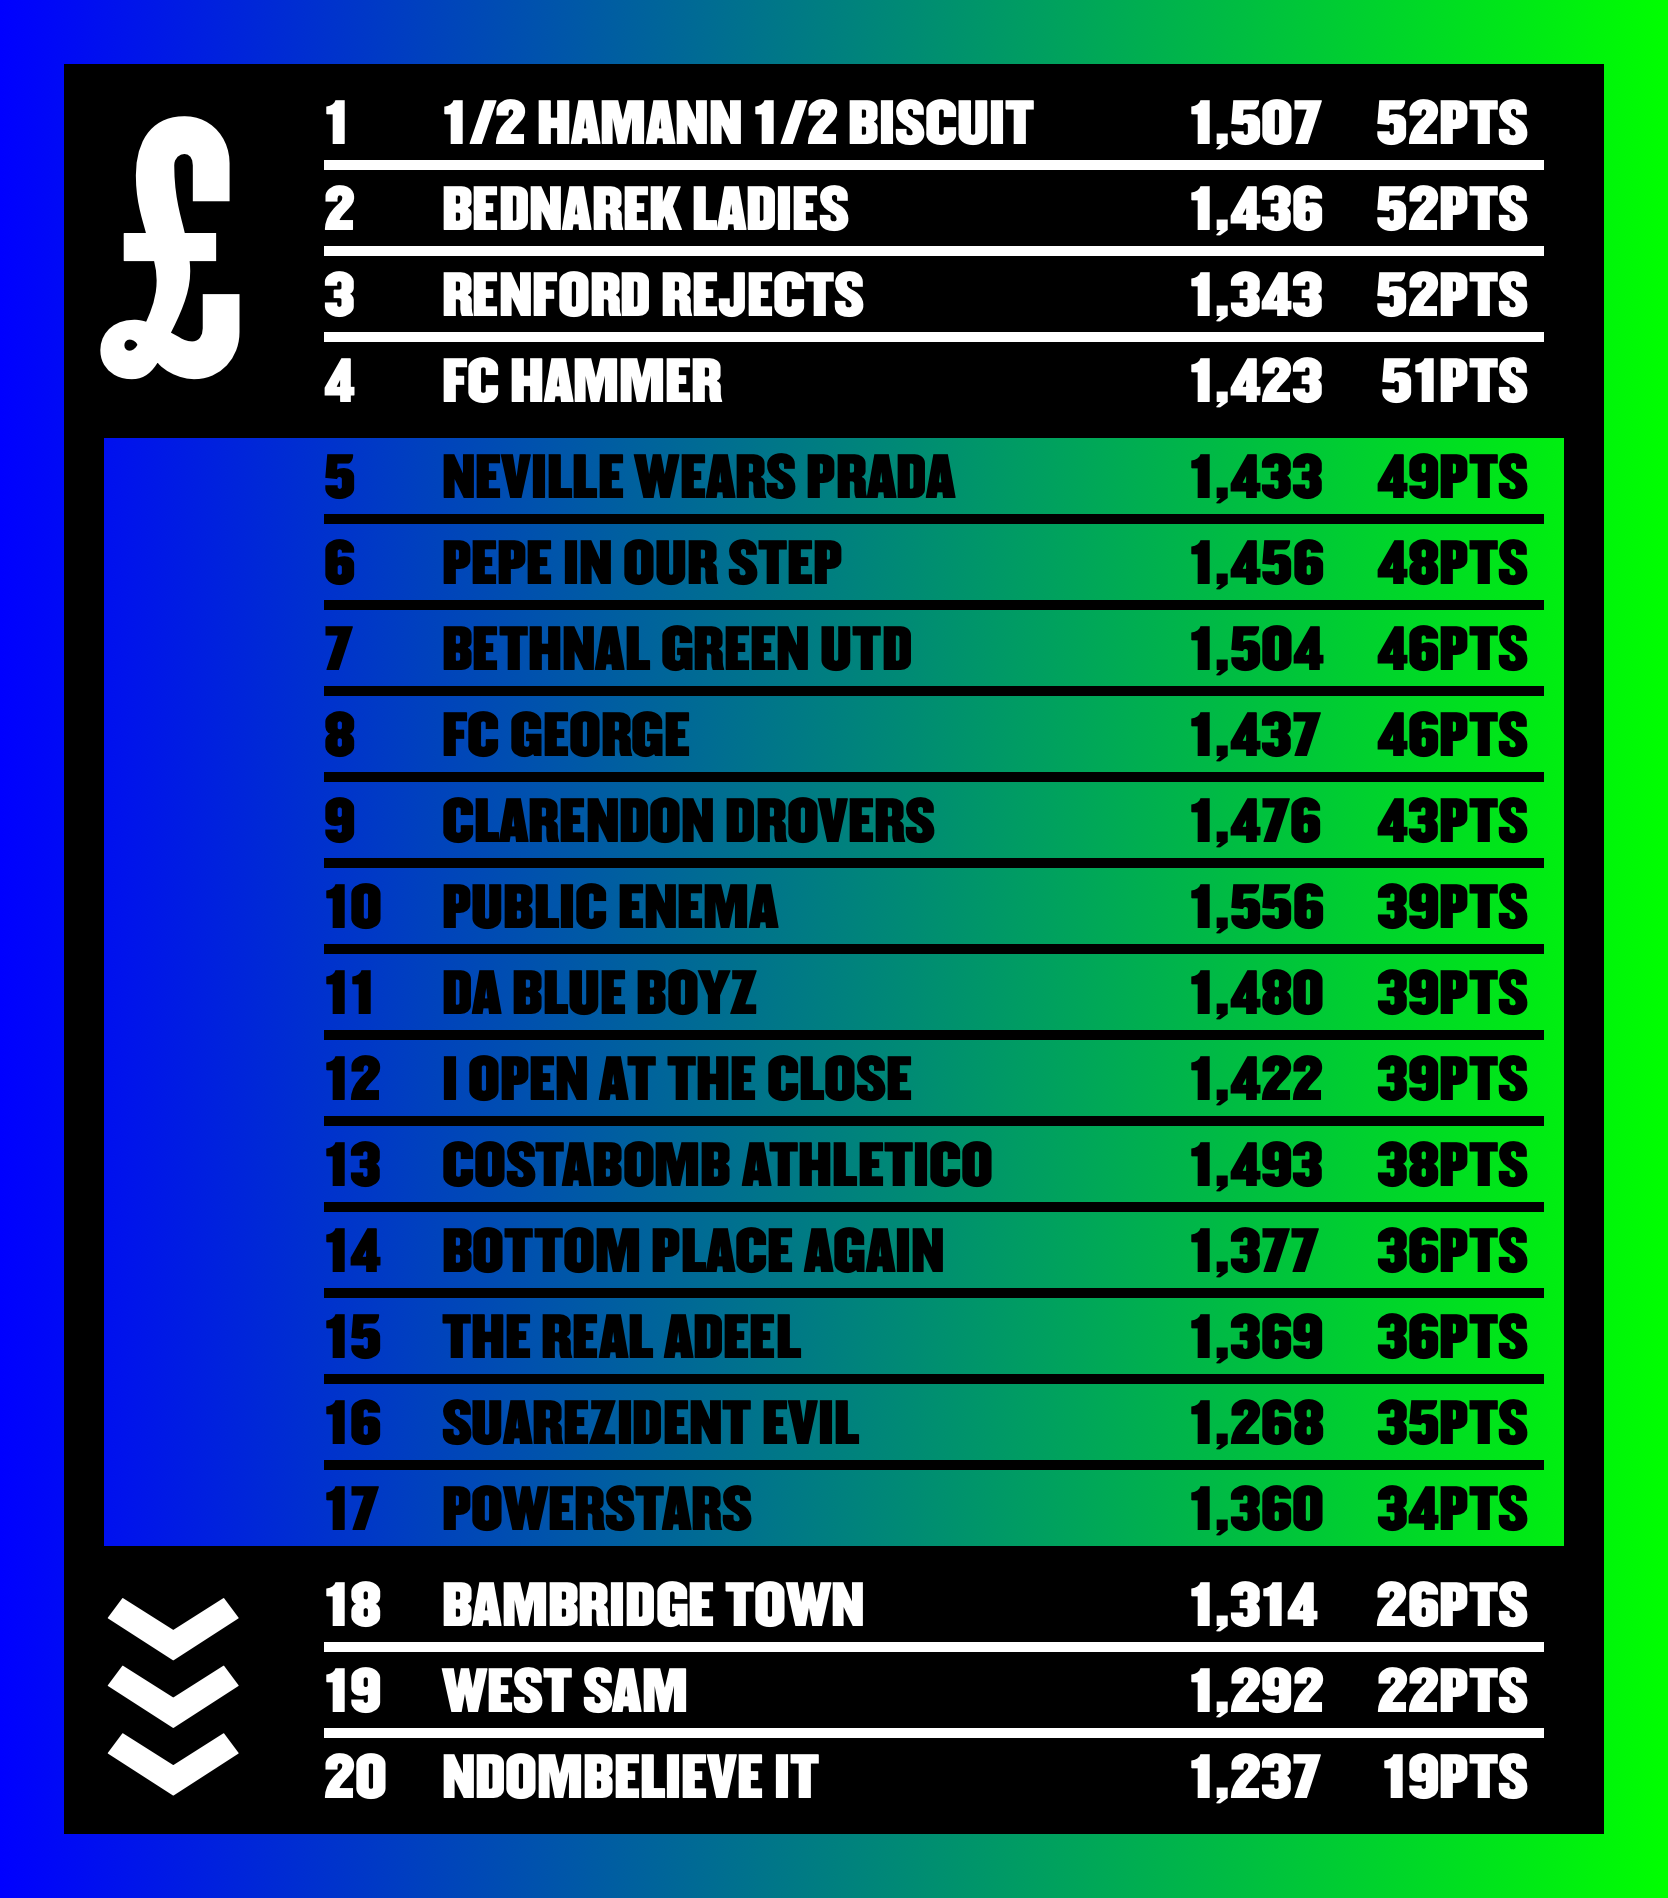 £
1 1/2 HAMANN 1/2 BISCUIT 1,507 52PTS
2 BEDNAREK LADIES 1,436 52PTS
3 RENFORD REJECTS 1,343 52PTS
4 FC HAMMER 1,423 51PTS
5 NEVILLE WEARS PRADA 1,433 49PTS
6 PEPE IN OUR STEP 1,456 48PTS
7 BETHNAL GREEN UTD 1,504 46PTS
8 FC GEORGE 1,437 46PTS
9 CLARENDON DROVERS 1,476 43PTS
10 PUBLIC ENEMA 1,556 39PTS
11 DA BLUE BOYZ 1,480 39PTS
12 I OPEN AT THE CLOSE 1,422 39PTS
13 COSTABOMB ATHLETICO 1,493 38PTS
14 BOTTOM PLACE AGAIN 1,377 36PTS
15 THE REAL ADEEL 1,369 36PTS
16 SUAREZIDENT EVIL 1,268 35PTS
17 POWERSTARS 1,360 34PTS
18 BAMBRIDGE TOWN 1,314 26PTS
19 WEST SAM 1,292 22PTS
20 NDOMBELIEVE IT 1,237 19PTS